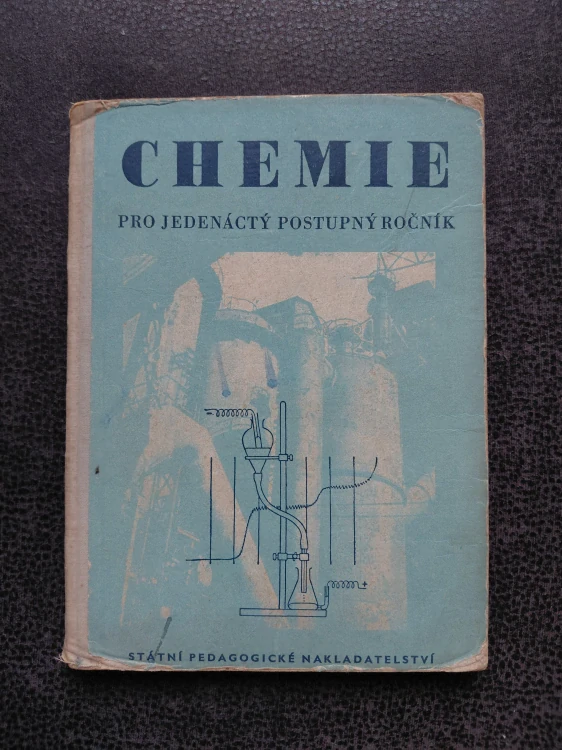 CHEMIE
PRO JEDENÁCTÝ POSTUPNÝ ROČNÍK
STÁTNÍ PEDAGOGICKÉ NAKLADATELSTVÍ